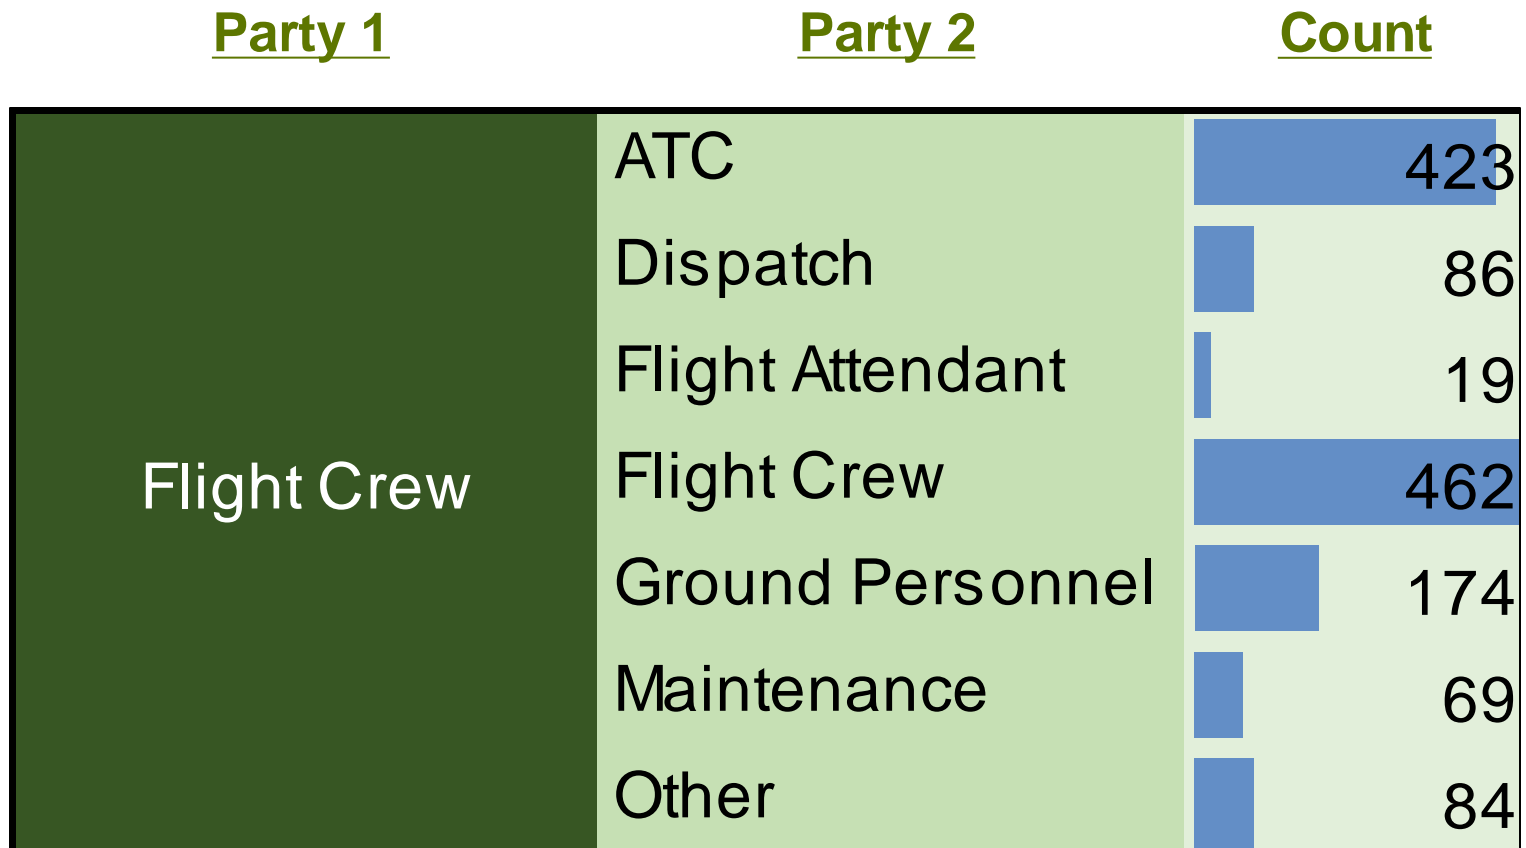 Party 1 Party 2 Count
ATC 423
Dispatch 86
Flight Attendant 19
Flight Crew Flight Crew 462
Ground Personnel 174
Maintenance 69
Other 84